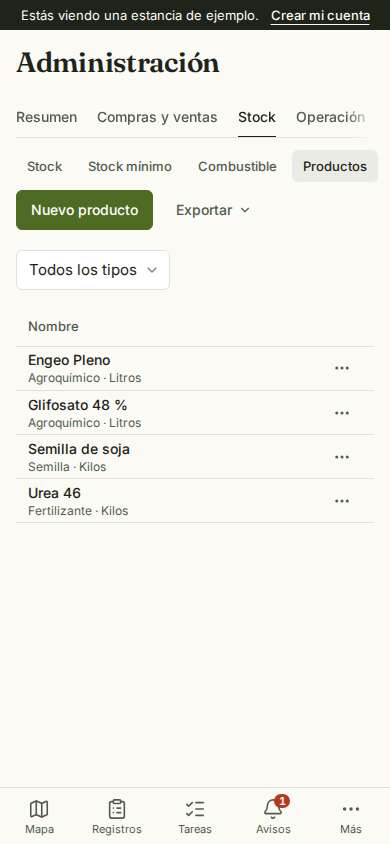 Estás viendo una estancia de ejemplo. Crear mi cuenta
Administración
Resumen Compras y ventas Stock Operación
Stock Stock mínimo Combustible Productos
Nuevo producto Exportar
Todos los tipos
Nombre
Engeo Pleno
Agroquímico · Litros
Glifosato 48 %
Agroquímico · Litros
Semilla de soja
Semilla · Kilos
Urea 46
Fertilizante · Kilos
1
Mapa Registros Tareas Avisos Más